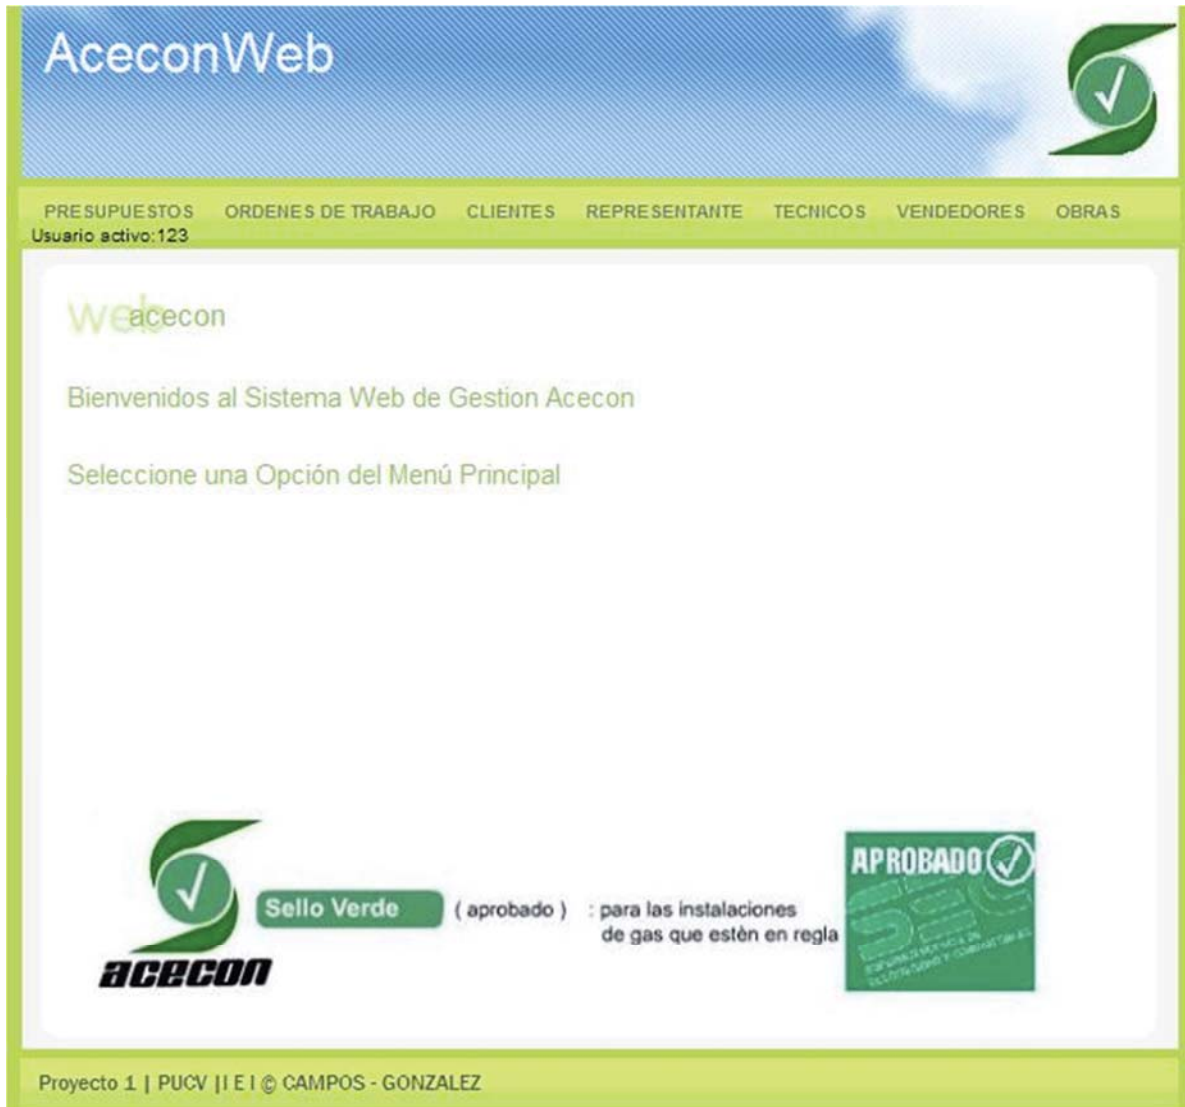 AceconWeb
PRESUPUESTOS ORDENES DE TRABAJO CLIENTES REPRESENTANTE TECNICOS VENDEDORES OBRAS
Usuario activo:123
web acecon
Bienvenidos al Sistema Web de Gestion Acecon
Seleccione una Opción del Menú Principal
Sello Verde ( aprobado ) : para las instalaciones
de gas que estèn en regla
acecon
APROBADO
SEC
Proyecto 1 | PUCV | I E I © CAMPOS - GONZALEZ